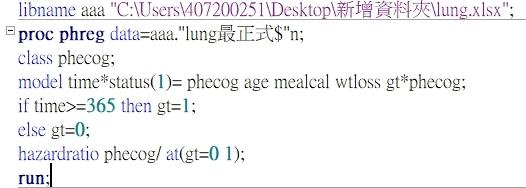 libname aaa "C:\Users\407200251\Desktop\新增資料夾\lung.xlsx";
proc phreg data=aaa."lung最正式$"n;
class phecog;
model time*status(1)= phecog age mealcal wtloss gt*phecog;
if time>=365 then gt=1;
else gt=0;
hazardratio phecog/ at(gt=0 1);
run;